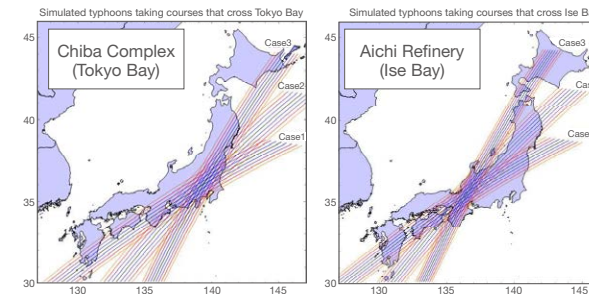 Simulated typhoons taking courses that cross Tokyo Bay
45
40
35
30
130
135
140
145
Chiba Complex
(Tokyo Bay)
Case3
Case2
Case1
Simulated typhoons taking courses that cross Ise
45
40
35
30
130
135
140
145
Aichi Refinery
(Ise Bay)
Case3